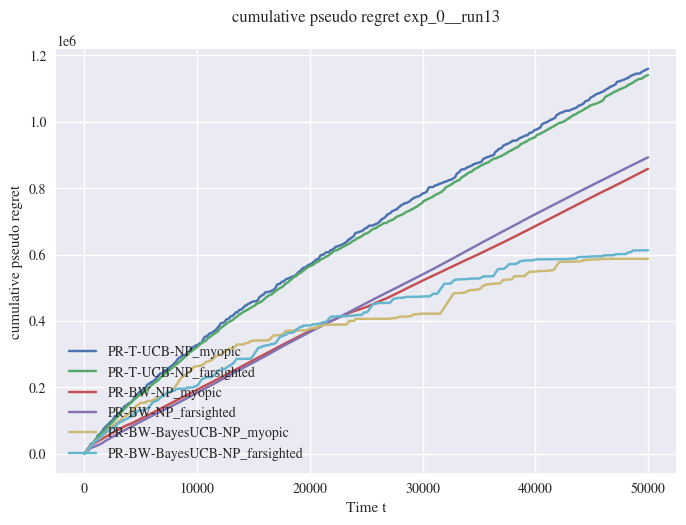 cumulative pseudo regret exp_0__run13
1e6
1.2
1.0
0.8
0.6
0.4
0.2
0.0
cumulative pseudo regret
PR-T-UCB-NP_myopic
PR-T-UCB-NP_farsighted
PR-BW-NP_myopic
PR-BW-NP_farsighted
PR-BW-BayesUCB-NP_myopic
PR-BW-BayesUCB-NP_farsighted
0 10000 20000 30000 40000 50000
Time t